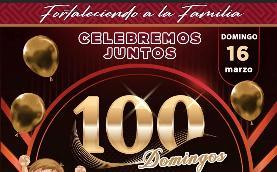 Fortaleciendo a la Familia
CELEBREMOS
JUNTOS
DOMINGO
16
marzo
100
Domingos